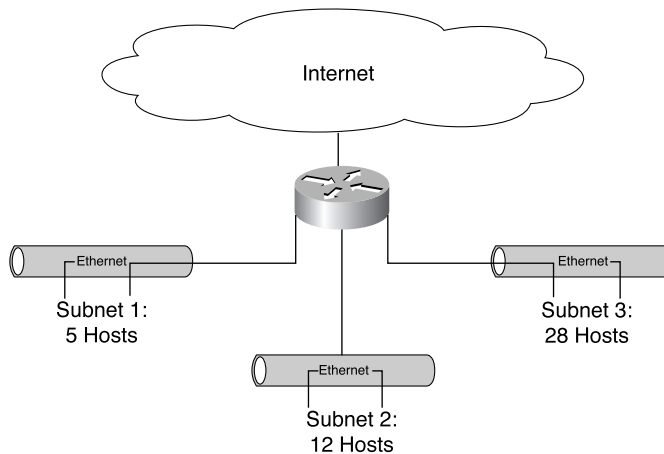 Internet
Ethernet
Subnet 1:
5 Hosts
Ethernet
Subnet 2:
12 Hosts
Ethernet
Subnet 3:
28 Hosts